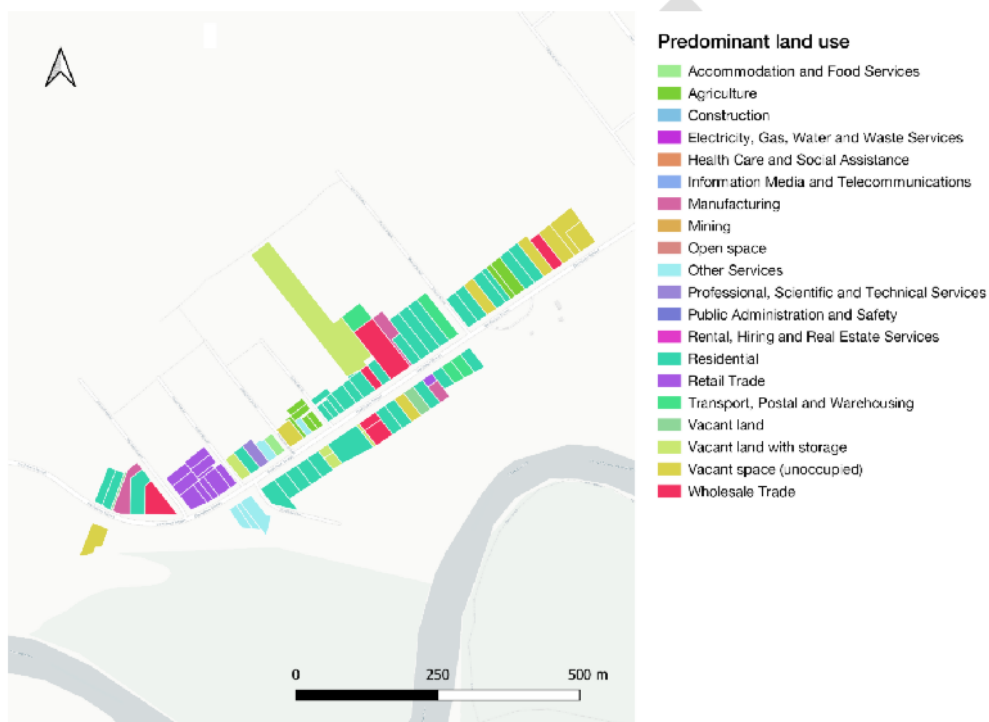 Predominant land use
Accommodation and Food Services
Agriculture
Construction
Electricity, Gas, Water and Waste Services
Health Care and Social Assistance
Information Media and Telecommunications
Manufacturing
Mining
Open space
Other Services
Professional, Scientific and Technical Services
Public Administration and Safety
Rental, Hiring and Real Estate Services
Residential
Retail Trade
Transport, Postal and Warehousing
Vacant land
Vacant land with storage
Vacant space (unoccupied)
Wholesale Trade
0 250 500 m